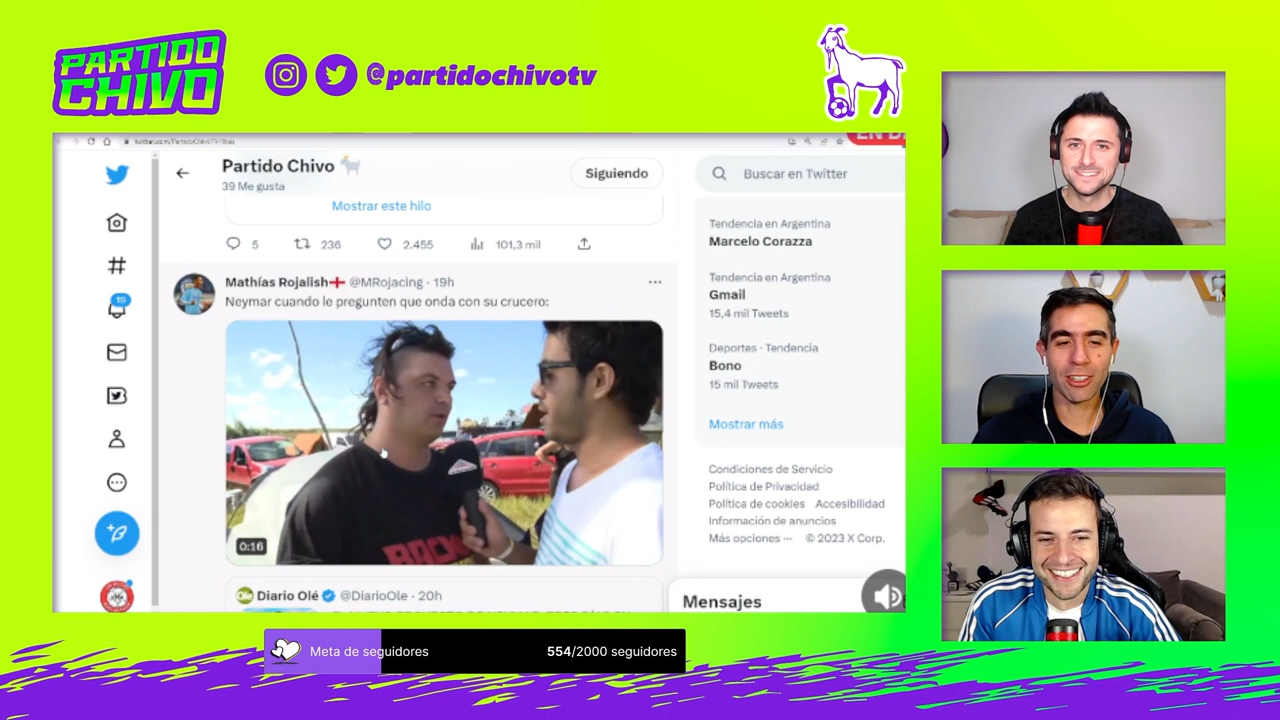 PARTIDO
CHIVO
@partidochivotv
Partido Chivo
39 Me gusta
Siguiendo
Buscar en Twitter
Mostrar este hilo
5
236
2.455
101,3 mil
Mathías Rojalish @MRojacing · 19h
Neymar cuando le pregunten que onda con su crucero:
0:16
Olé Diario Olé @DiarioOle · 20h
19
Tendencia en Argentina
Marcelo Corazza
Tendencia en Argentina
Gmail
15,4 mil Tweets
Deportes · Tendencia
Bono
15 mil Tweets
Mostrar más
Condiciones de Servicio
Política de Privacidad
Política de cookies Accesibilidad
Información de anuncios
Más opciones ··· © 2023 X Corp.
Mensajes
Meta de seguidores
554/2000 seguidores